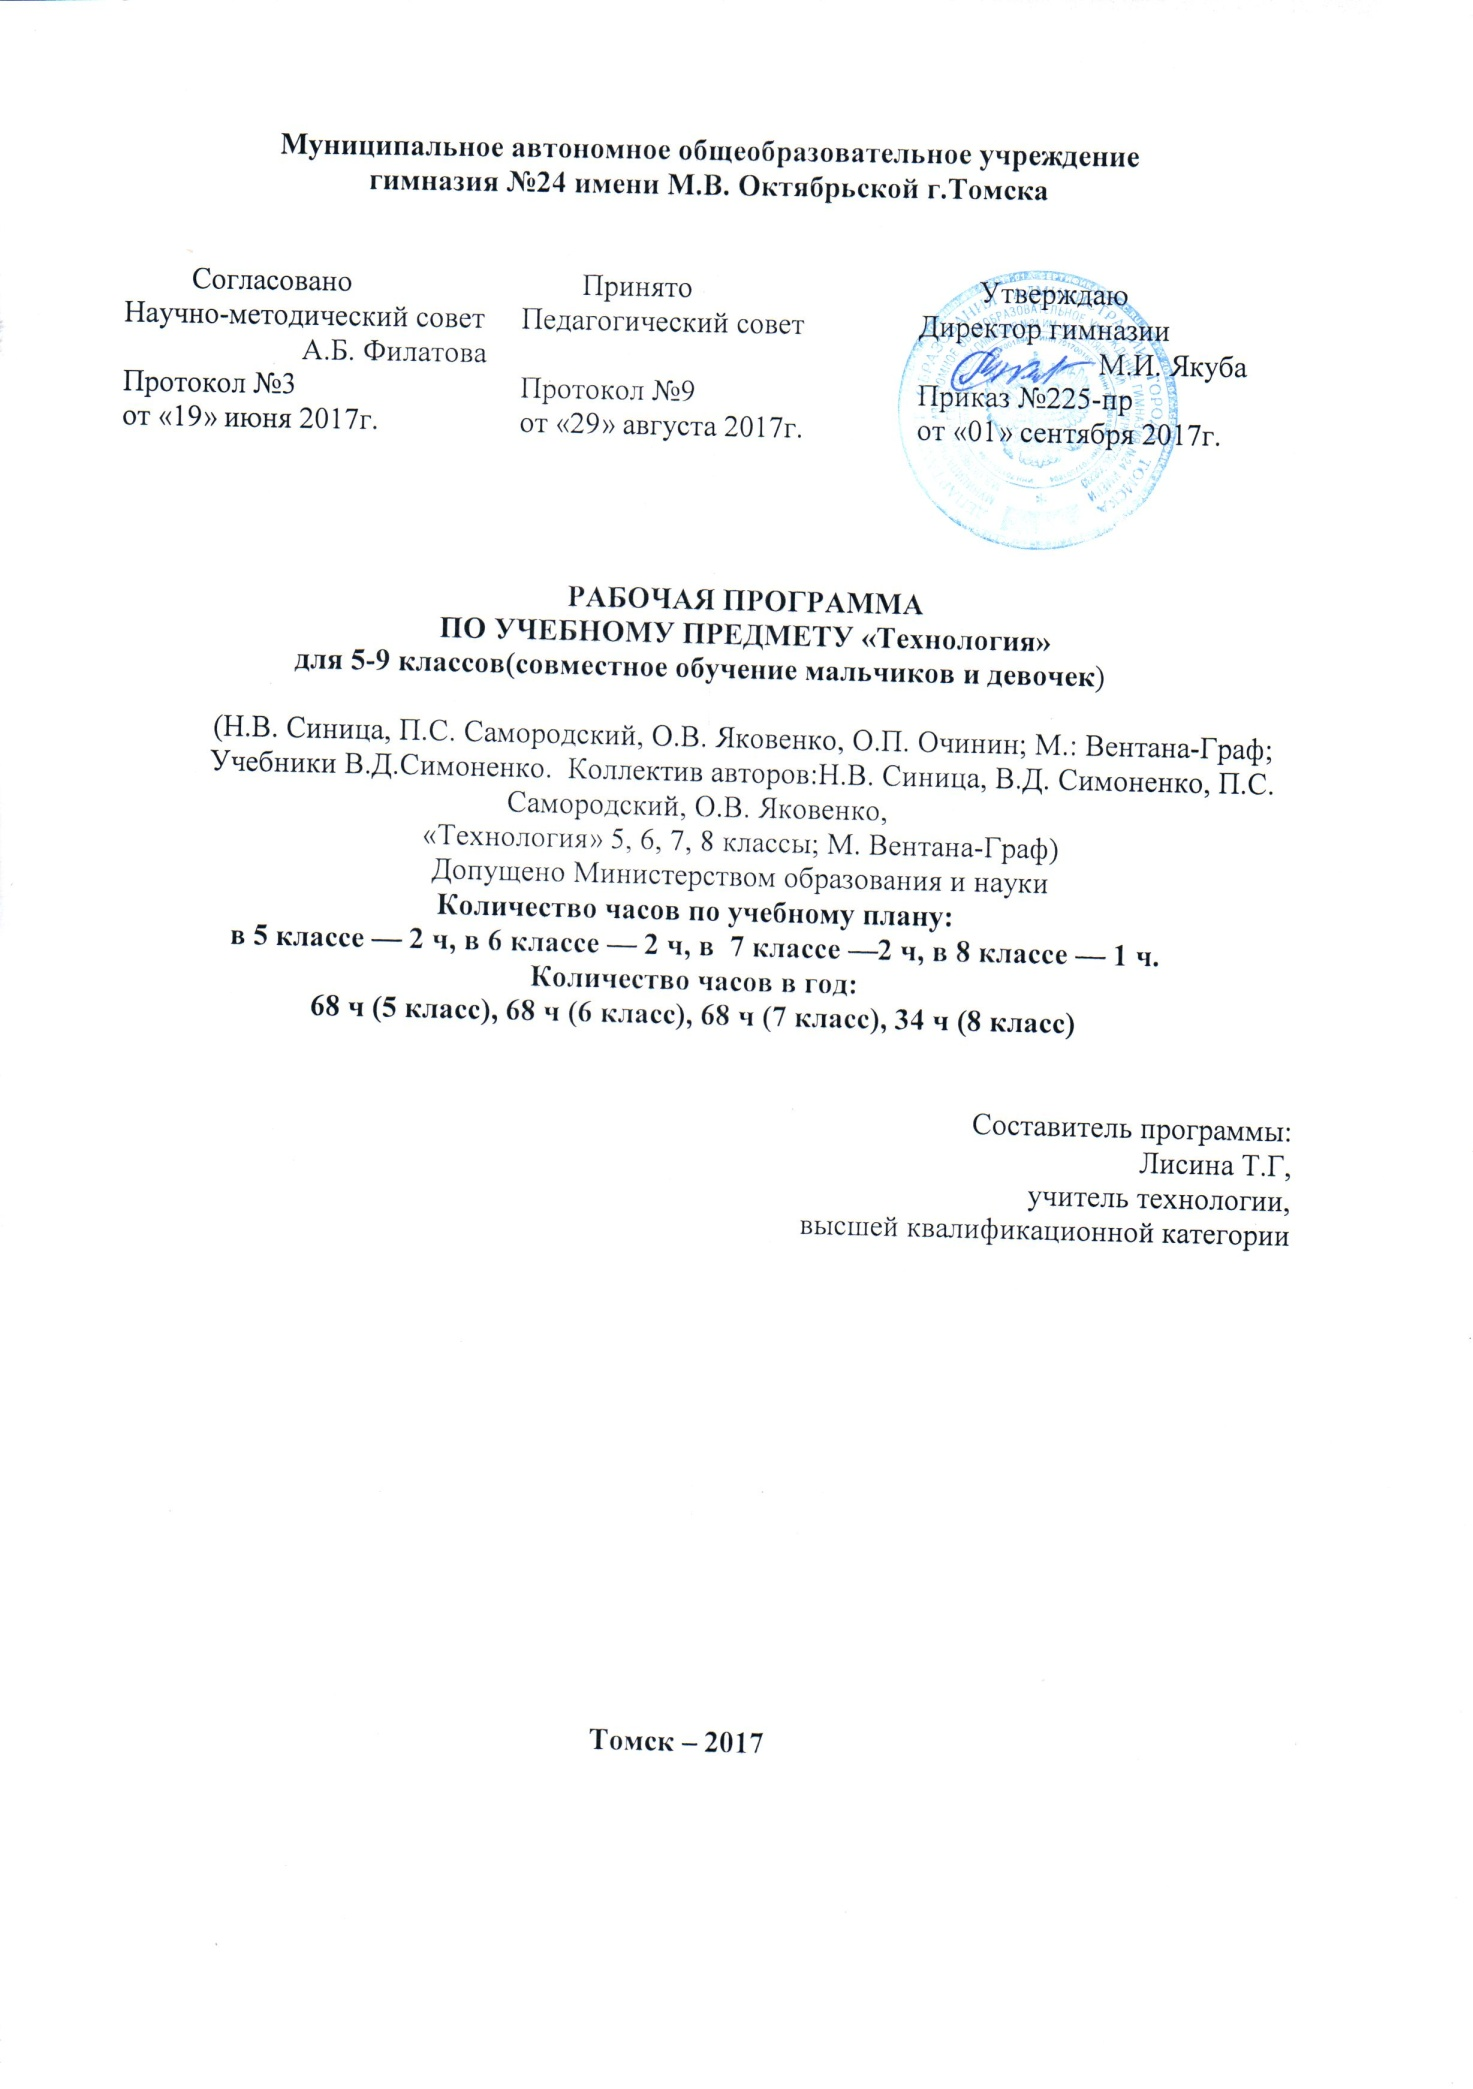 Муниципальное автономное общеобразовательное учреждение
гимназия №24 имени М.В. Октябрьской г.Томска
Согласовано
Научно-методический совет
А.Б. Филатова
Протокол №3
от «19» июня 2017г.
Принято
Педагогический совет
Протокол №9
от «29» августа 2017г.
Утверждаю
Директор гимназии
М.И. Якуба
Приказ №225-пр
от «01» сентября 2017г.
РАБОЧАЯ ПРОГРАММА
ПО УЧЕБНОМУ ПРЕДМЕТУ «Технология»
для 5-9 классов(совместное обучение мальчиков и девочек)
(Н.В. Синица, П.С. Самородский, О.В. Яковенко, О.П. Очинин; М.: Вентана-Граф;
Учебники В.Д.Симоненко.  Коллектив авторов:Н.В. Синица, В.Д. Симоненко, П.С.
Самородский, О.В. Яковенко,
«Технология» 5, 6, 7, 8 классы; М. Вентана-Граф)
Допущено Министерством образования и науки
Количество часов по учебному плану:
в 5 классе — 2 ч, в 6 классе — 2 ч, в  7 классе —2 ч, в 8 классе — 1 ч.
Количество часов в год:
68 ч (5 класс), 68 ч (6 класс), 68 ч (7 класс), 34 ч (8 класс)
Составитель программы:
Лисина Т.Г,
учитель технологии,
высшей квалификационной категории
Томск – 2017